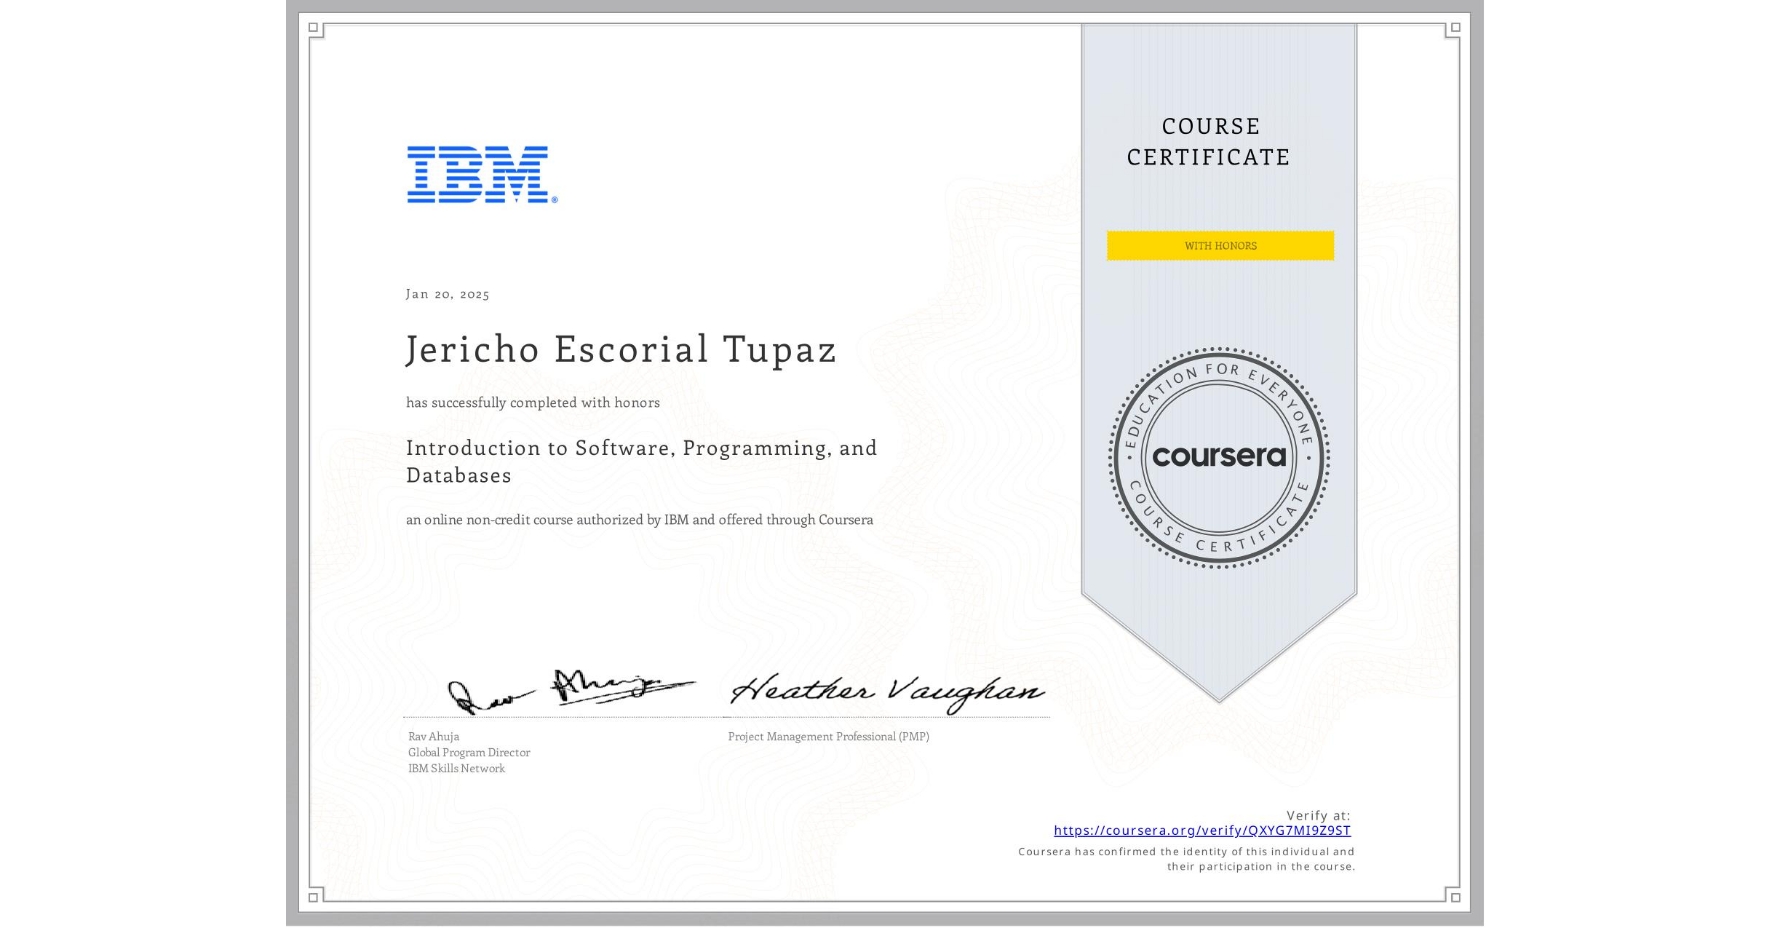 IBM®
COURSE
CERTIFICATE
WITH HONORS
Jan 20, 2025
Jericho Escorial Tupaz
has successfully completed with honors
Introduction to Software, Programming, and
Databases
an online non-credit course authorized by IBM and offered through Coursera
EDUCATION FOR EVERYONE
coursera
COURSE CERTIFICATE
Rav Ahuja
Heather Vaughan
Rav Ahuja
Global Program Director
IBM Skills Network
Project Management Professional (PMP)
Verify at:
https://coursera.org/verify/QXYG7MI9Z9ST
Coursera has confirmed the identity of this individual and
their participation in the course.